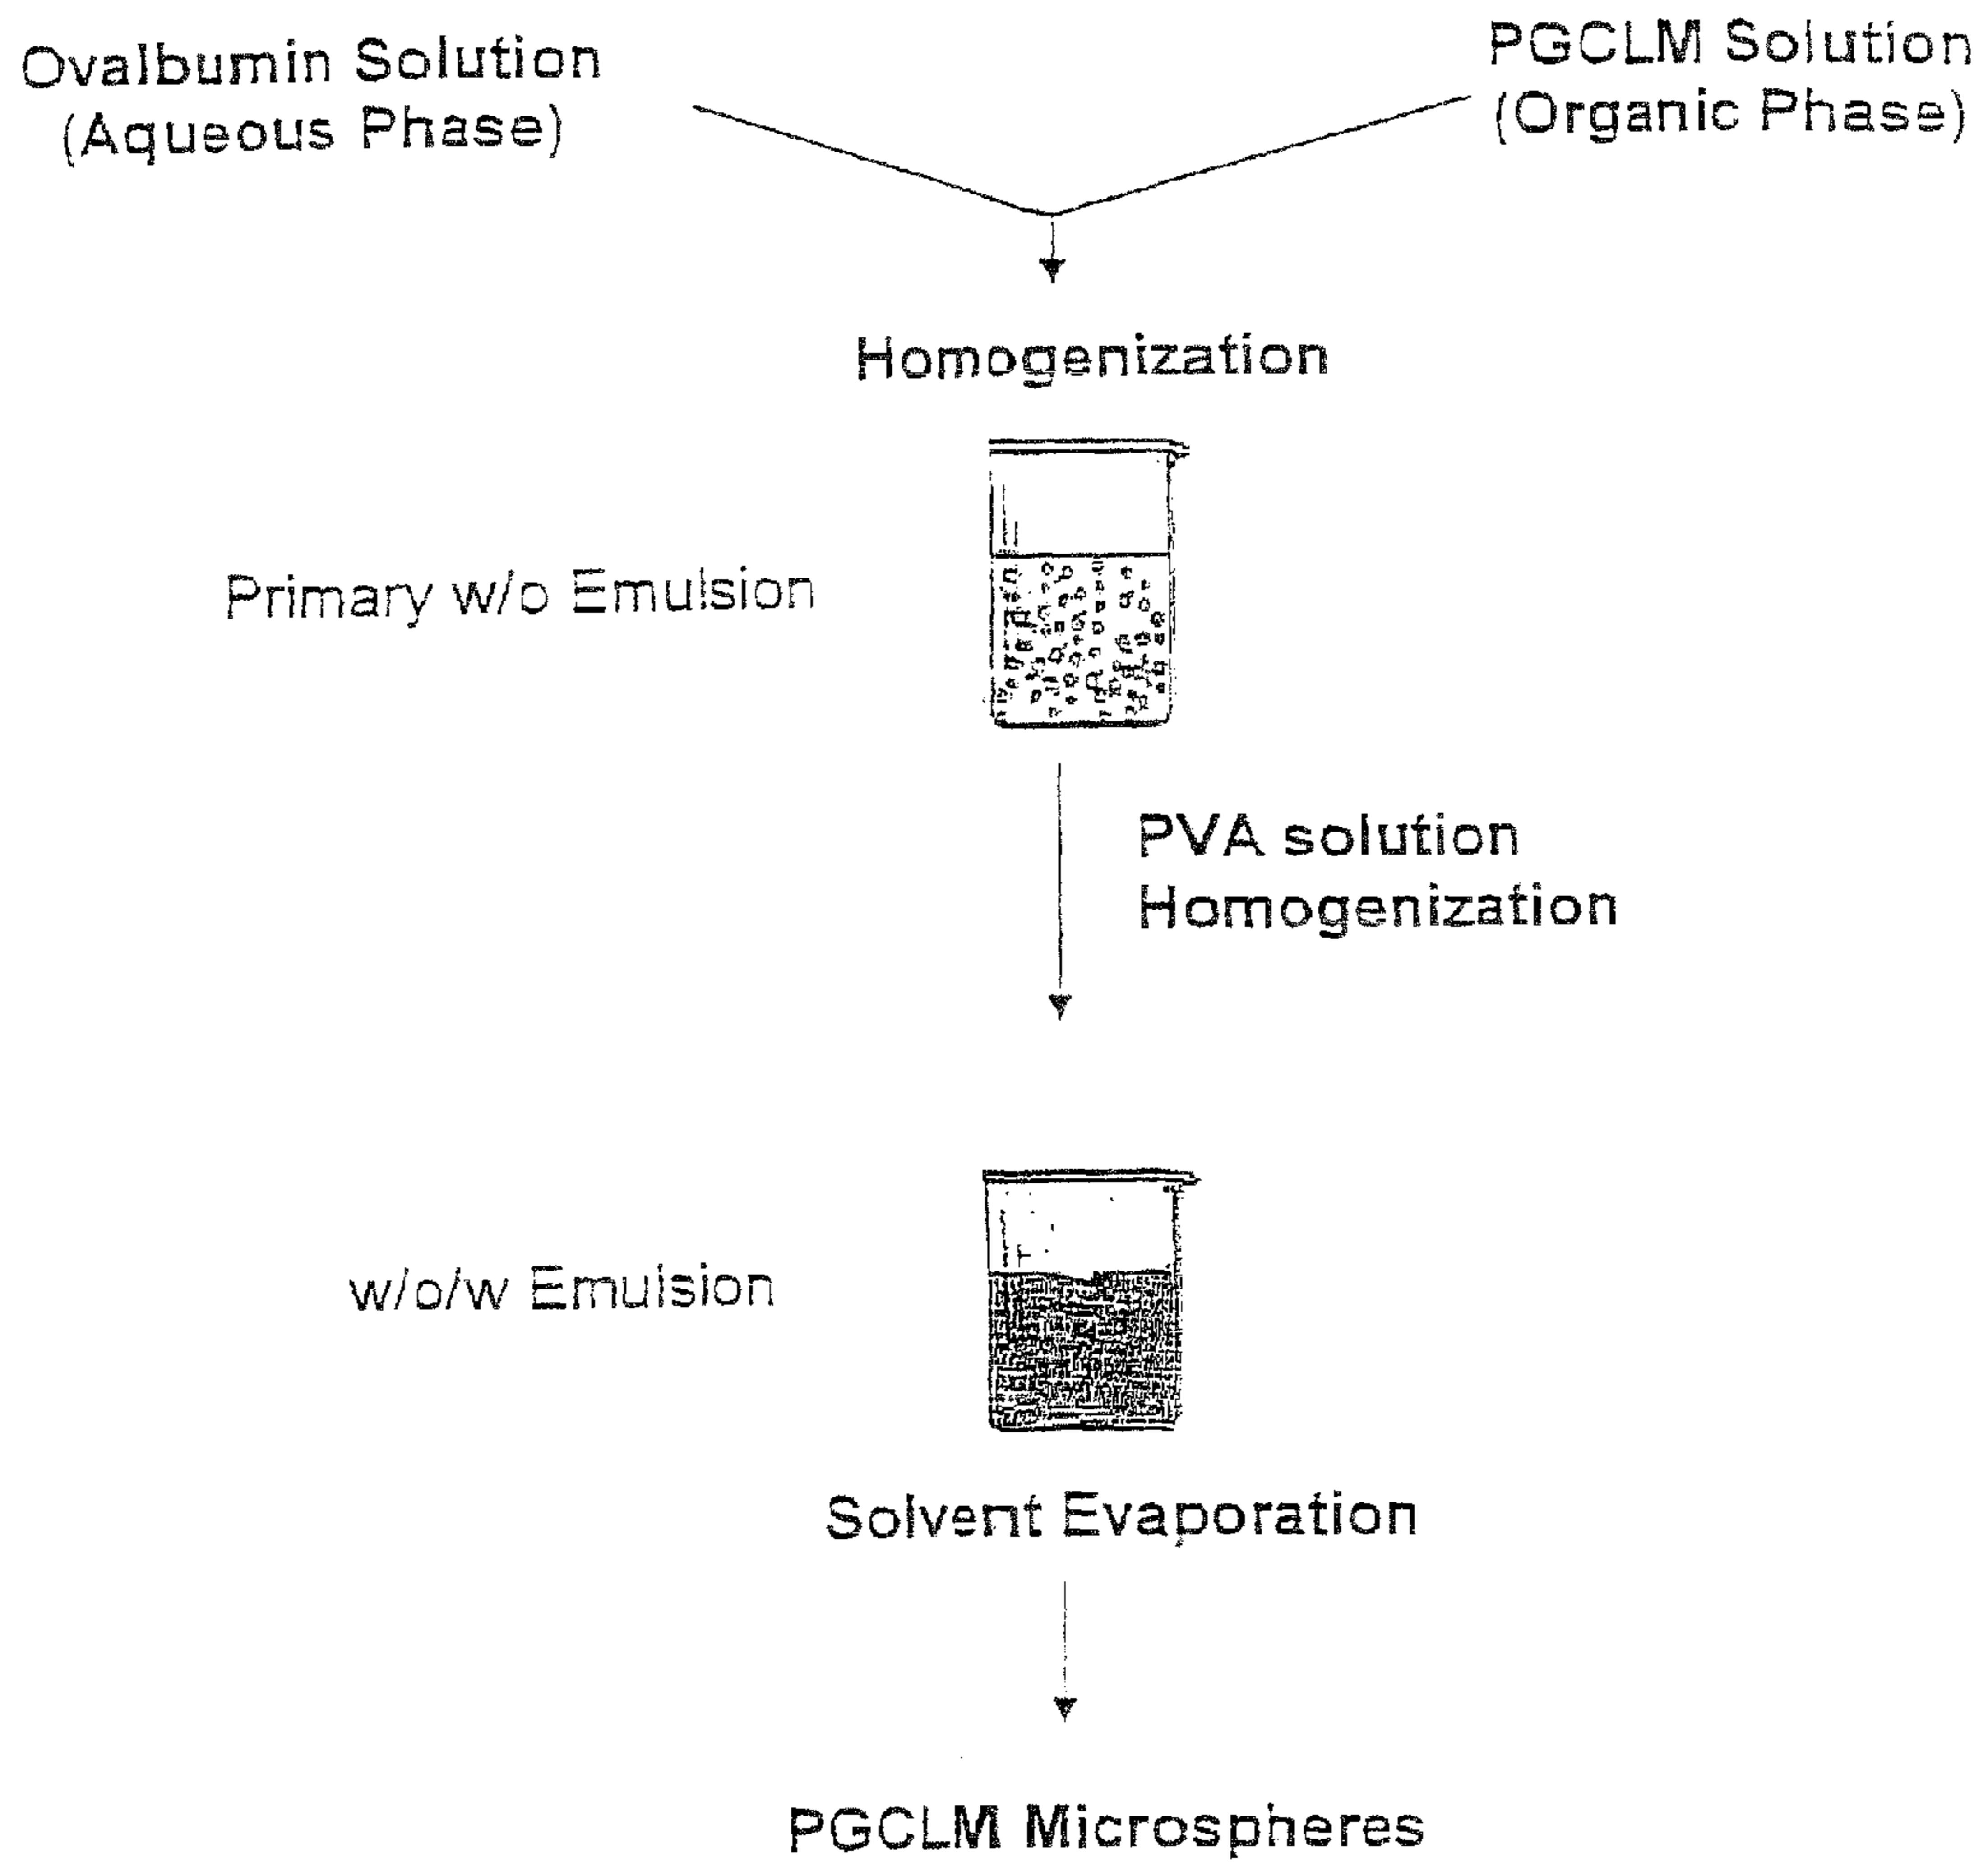 Ovalbumin Solution
(Aqueous Phase)
PGCLM Solution
(Organic Phase)
Homogenization
Primary w/o Emulsion
PVA solution
Homogenization
w/o/w Emulsion
Solvent Evaporation
PGCLM Microspheres